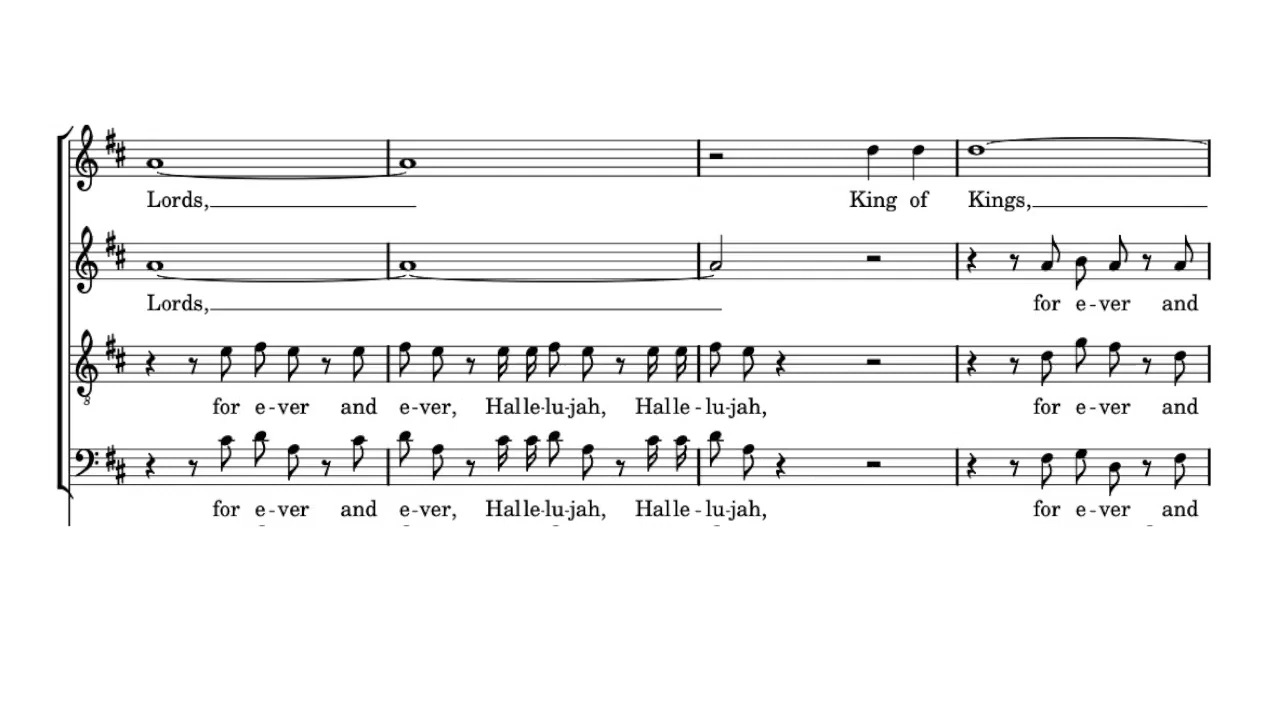 Lords, King of Kings,
Lords, for e-ver and
for e-ver and e-ver, Halle-lu-jah, Halle-lu-jah, for e-ver and
8
for e-ver and e-ver, Halle-lu-jah, Halle-lu-jah, for e-ver and